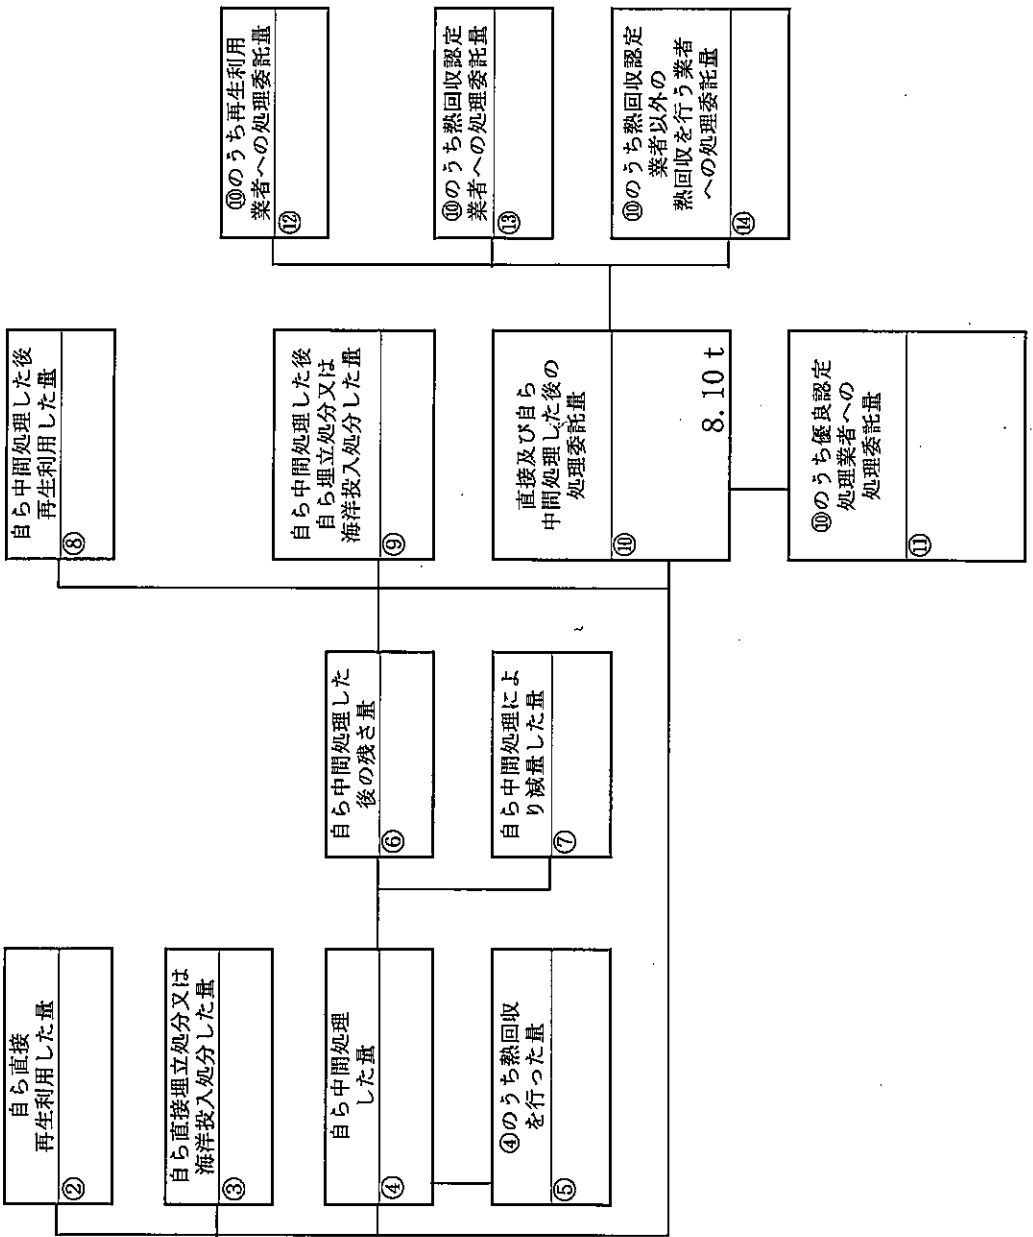 自ら直接
再生利用した量
②
自ら直接埋立処分又は
海洋投入処分した量
③
自ら中間処理
した量
④
④のうち熱回収
を行った量
⑤
自ら中間処理した
後の残さ量
⑥
自ら中間処理によ
り減量した量
⑦
自ら中間処理した後
再生利用した量
⑧
自ら中間処理した後
自ら埋立処分又は
海洋投入処分した量
⑨
直接及び自ら
中間処理した後の
処理委託量
⑩
8.10 t
⑩のうち優良認定
処理業者への
処理委託量
⑪
⑩のうち再生利用
業者への処理委託量
⑫
⑩のうち熱回収認定
業者への処理委託量
⑬
⑩のうち熱回収認定
業者以外の
熱回収を行う業者
への処理委託量
⑭